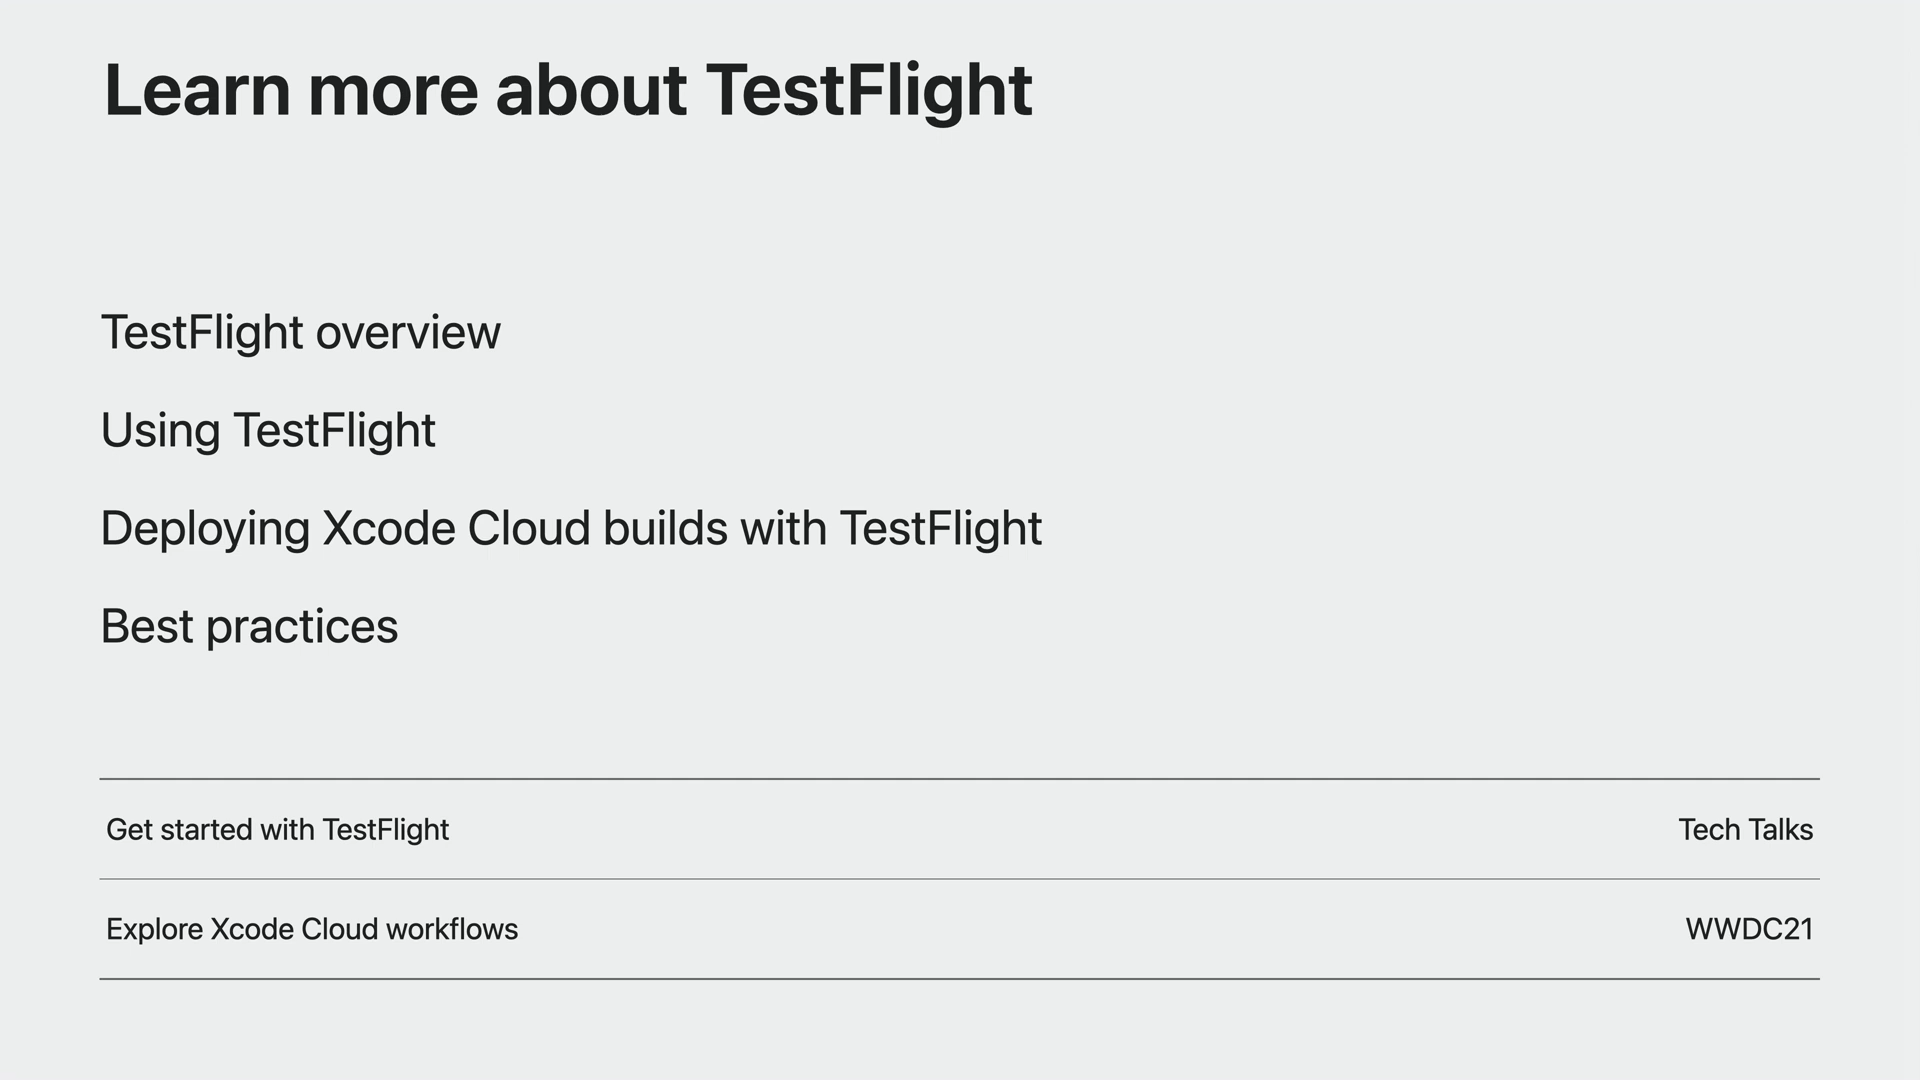 Learn more about TestFlight
TestFlight overview
Using TestFlight
Deploying Xcode Cloud builds with TestFlight
Best practices
Get started with TestFlight Tech Talks
Explore Xcode Cloud workflows WWDC21